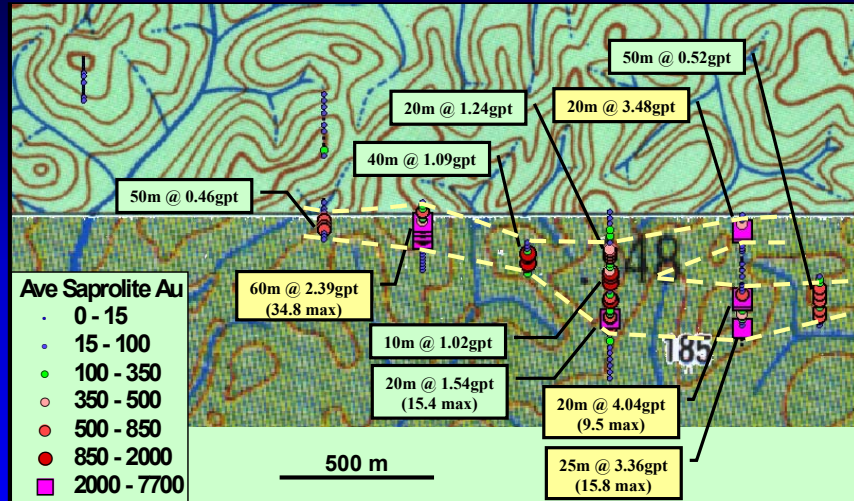 50m @ 0.52gpt
20m @ 1.24gpt
20m @ 3.48gpt
40m @ 1.09gpt
50m @ 0.46gpt
48
60m @ 2.39gpt
(34.8 max)
10m @ 1.02gpt
185
20m @ 1.54gpt
(15.4 max)
20m @ 4.04gpt
(9.5 max)
25m @ 3.36gpt
(15.8 max)
Ave Saprolite Au
0 - 15
15 - 100
100 - 350
350 - 500
500 - 850
850 - 2000
2000 - 7700
500 m